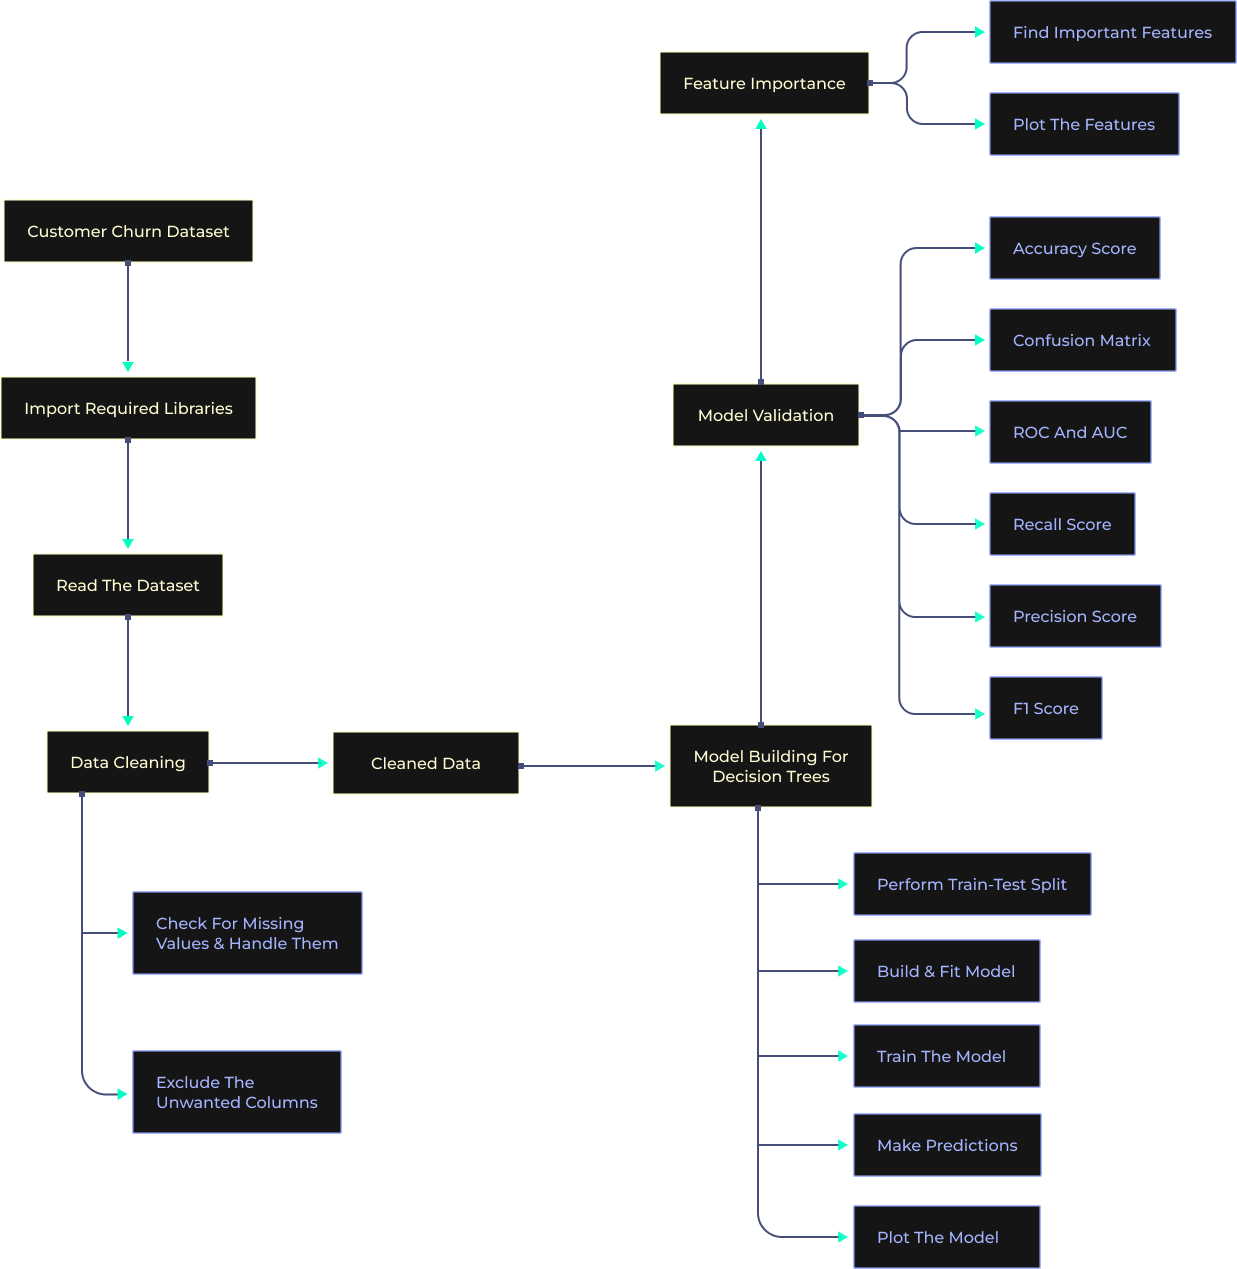 Customer Churn Dataset
Import Required Libraries
Read The Dataset
Data Cleaning
Check For Missing
Values & Handle Them
Exclude The
Unwanted Columns
Cleaned Data
Model Building For
Decision Trees
Perform Train-Test Split
Build & Fit Model
Train The Model
Make Predictions
Plot The Model
Model Validation
Accuracy Score
Confusion Matrix
ROC And AUC
Recall Score
Precision Score
F1 Score
Feature Importance
Find Important Features
Plot The Features